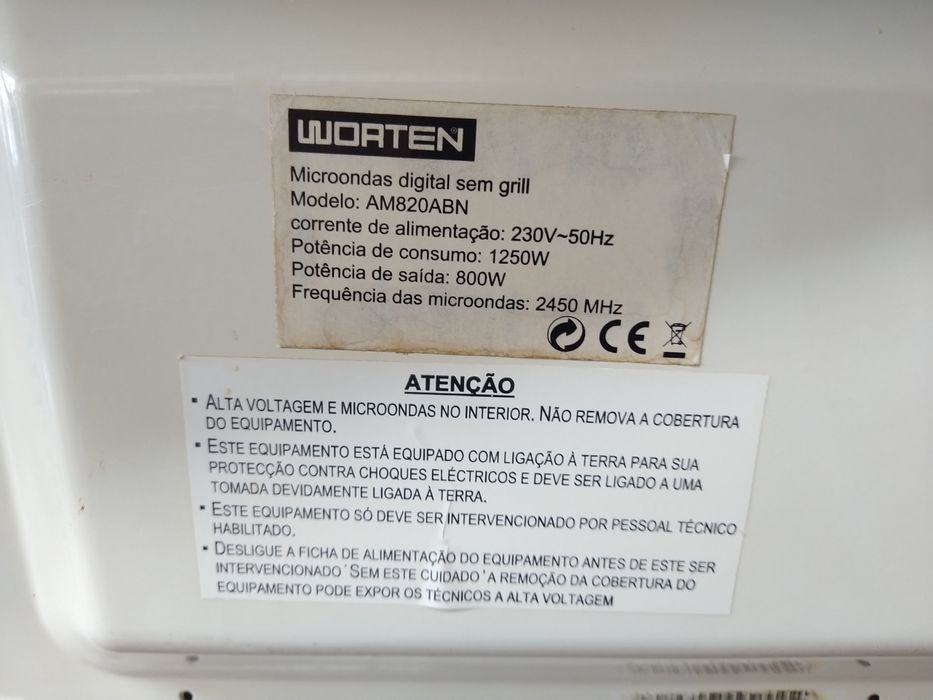 WORTEN®
Microondas digital sem grill
Modelo: AM820ABN
corrente de alimentação: 230V~50Hz
Potência de consumo: 1250W
Potência de saída: 800W
Frequência das microondas: 2450 MHz
CE
ATENÇÃO
▪ ALTA VOLTAGEM E MICROONDAS NO INTERIOR. NÃO REMOVA A COBERTURA
DO EQUIPAMENTO.
▪ ESTE EQUIPAMENTO ESTÁ EQUIPADO COM LIGAÇÃO À TERRA PARA SUA
PROTECÇÃO CONTRA CHOQUES ELÉCTRICOS E DEVE SER LIGADO A UMA
TOMADA DEVIDAMENTE LIGADA À TERRA.
▪ ESTE EQUIPAMENTO SÓ DEVE SER INTERVENCIONADO POR PESSOAL TÉCNICO
HABILITADO.
▪ DESLIGUE A FICHA DE ALIMENTAÇÃO DO EQUIPAMENTO ANTES DE ESTE SER
INTERVENCIONADO ' SEM ESTE CUIDADO ' A REMOÇÃO DA COBERTURA DO
EQUIPAMENTO PODE EXPOR OS TÉCNICOS A ALTA VOLTAGEM